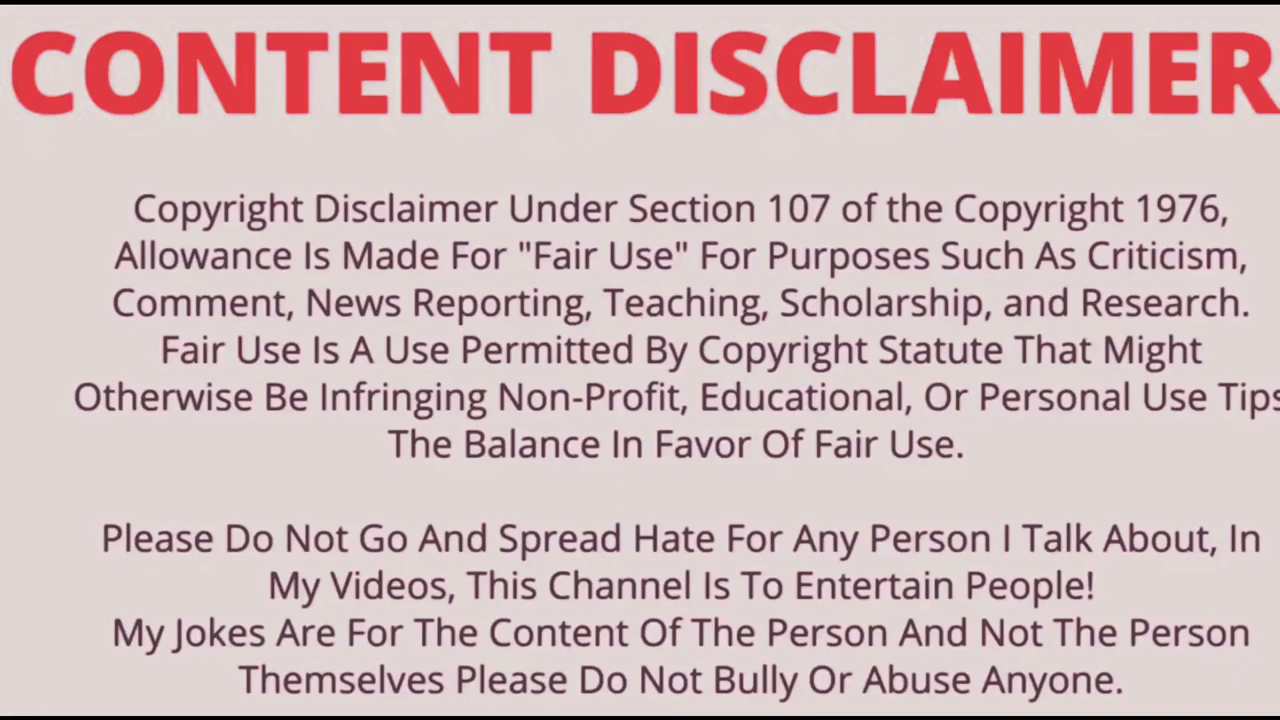 CONTENT DISCLAIMER
Copyright Disclaimer Under Section 107 of the Copyright 1976,
Allowance Is Made For "Fair Use" For Purposes Such As Criticism,
Comment, News Reporting, Teaching, Scholarship, and Research.
Fair Use Is A Use Permitted By Copyright Statute That Might
Otherwise Be Infringing Non-Profit, Educational, Or Personal Use Tips
The Balance In Favor Of Fair Use.
Please Do Not Go And Spread Hate For Any Person I Talk About, In
My Videos, This Channel Is To Entertain People!
My Jokes Are For The Content Of The Person And Not The Person
Themselves Please Do Not Bully Or Abuse Anyone.